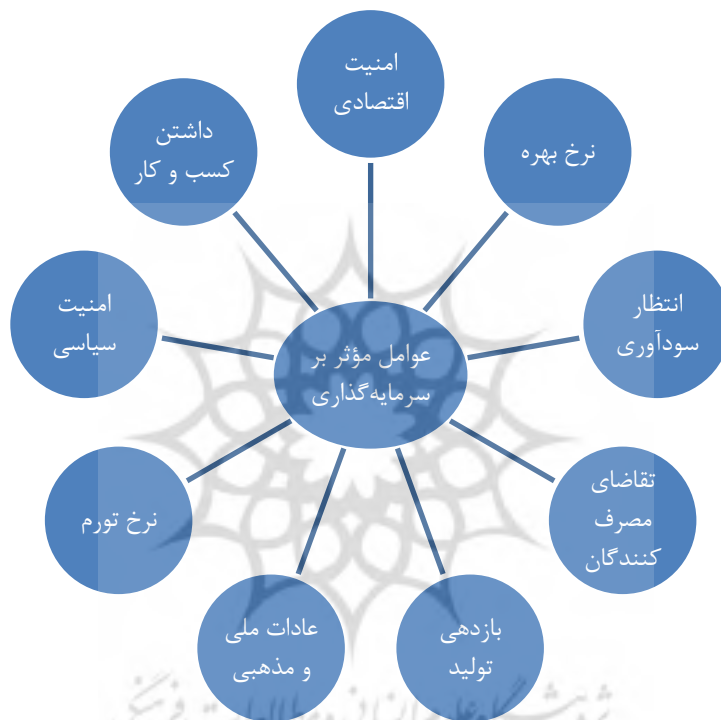 امنیت
اقتصادی
نرخ بهره
انتظار
سودآوری
تقاضای
مصرف
کنندگان
بازدهی
تولید
عادات ملی
و مذهبی
نرخ تورم
امنیت
سیاسی
داشتن
کسب و کار
عوامل مؤثر بر
سرمایه‌گذاری